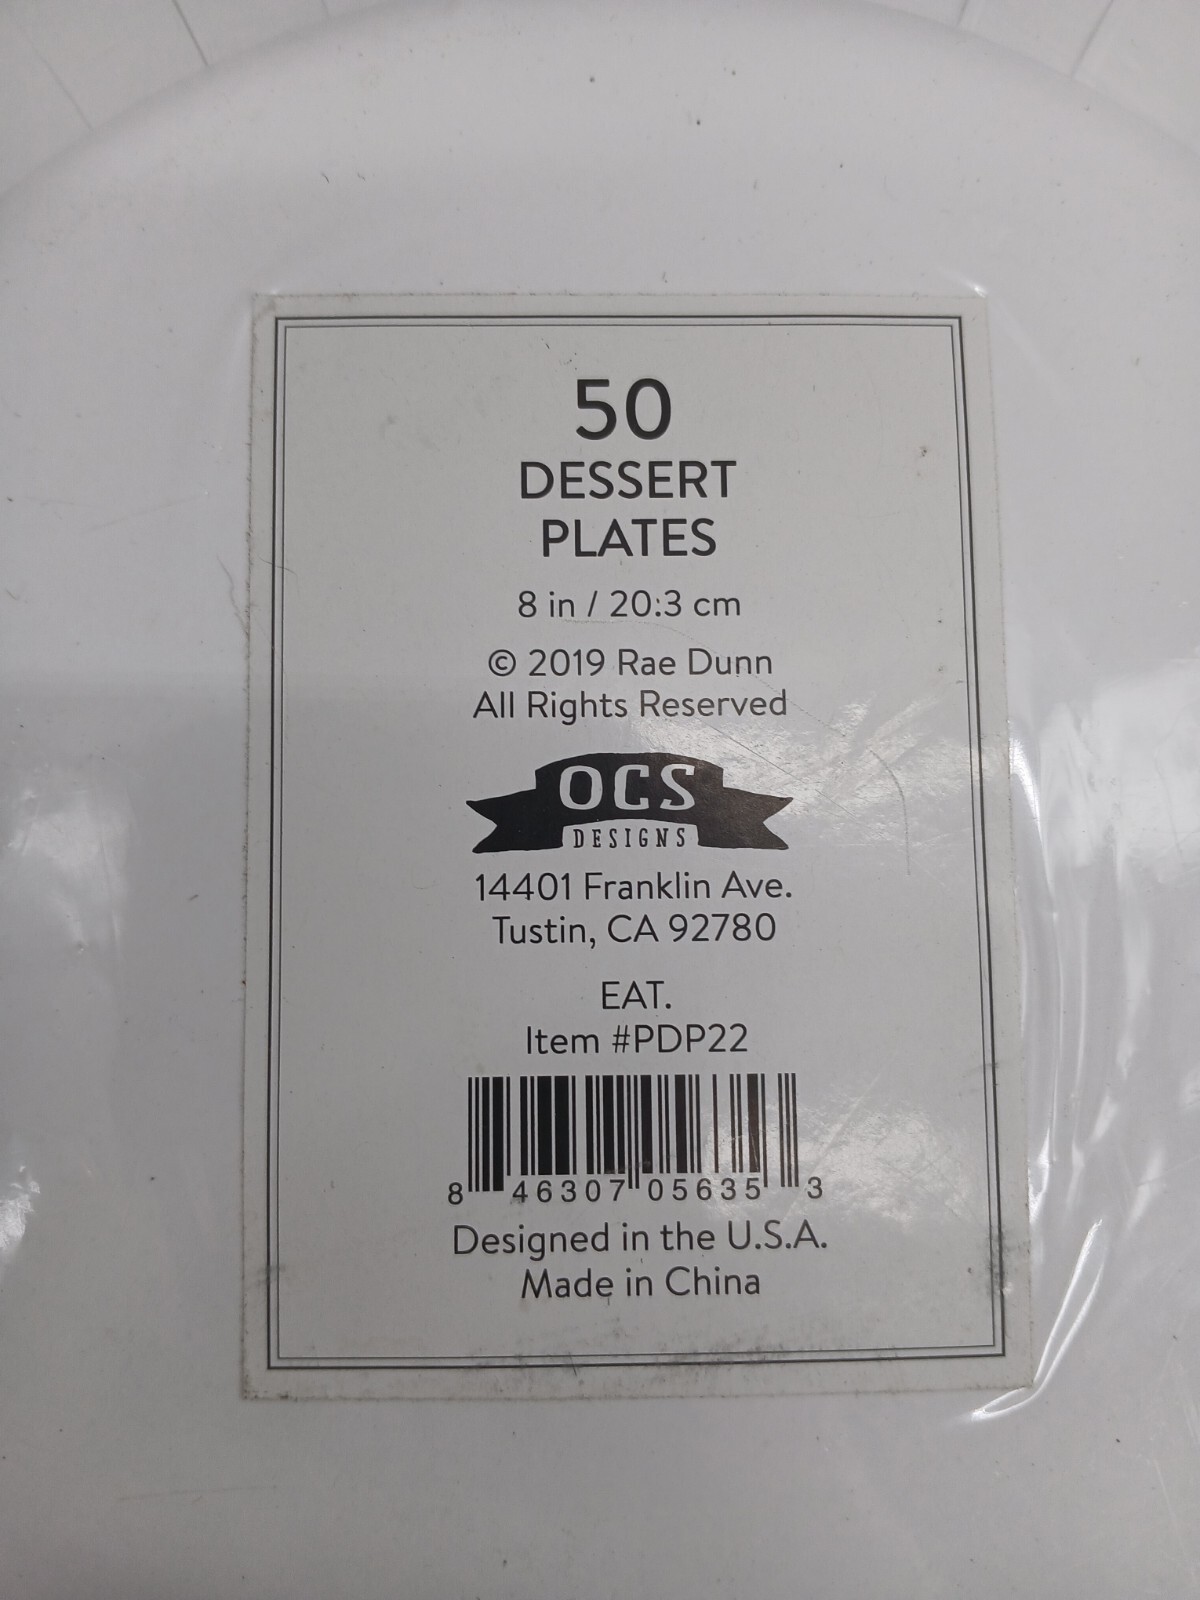 50
DESSERT
PLATES
8 in / 20:3 cm
© 2019 Rae Dunn
All Rights Reserved
OCS
DESIGNS
14401 Franklin Ave.
Tustin, CA 92780
EAT.
Item #PDP22
8 46307 05635 3
Designed in the U.S.A.
Made in China